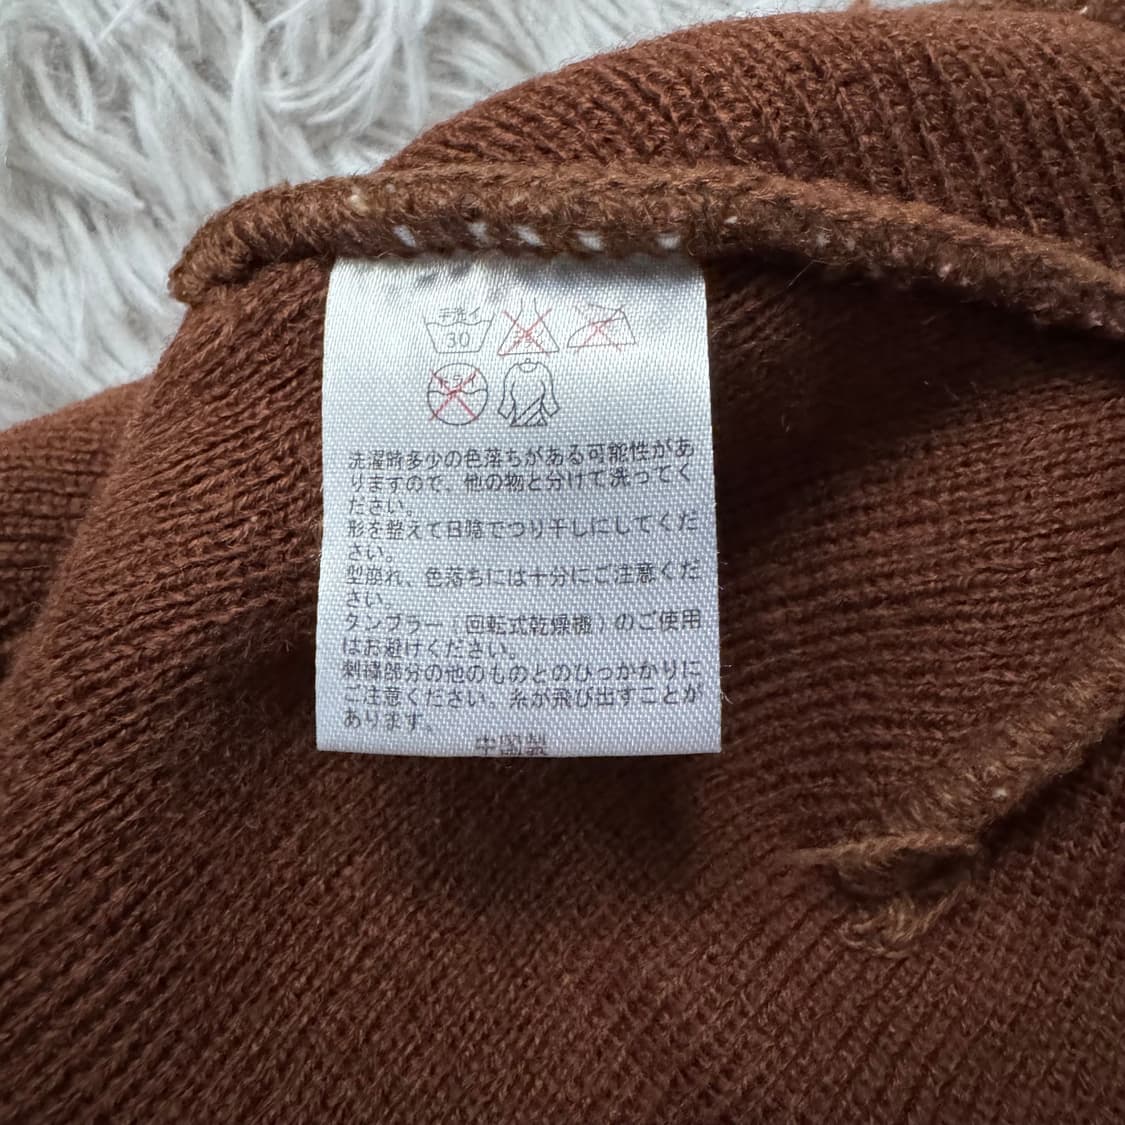 手洗イ
30
洗濯時多少の色落ちがある可能性があ
りますので、他の物と分けて洗ってく
ださい。
形を整えて日陰でつり干しにしてくだ
さい。
型崩れ、色落ちには十分にご注意くだ
さい。
タンブラー(回転式乾燥機)のご使用
はお避けください。
刺繍部分の他のものとのひっかかりに
ご注意ください。糸が飛び出すことが
あります。
中国製